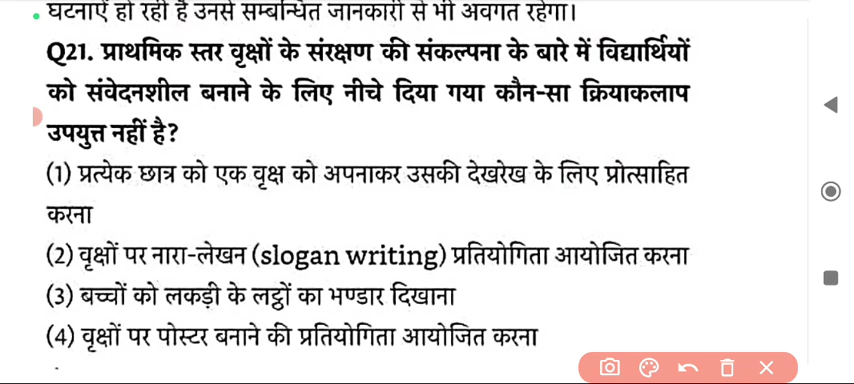 घटनाएँ हो रही हैं उनसे सम्बन्धित जानकारी से भी अवगत रहेगा।
Q21. प्राथमिक स्तर वृक्षों के संरक्षण की संकल्पना के बारे में विद्यार्थियों
को संवेदनशील बनाने के लिए नीचे दिया गया कौन-सा क्रियाकलाप
उपयुक्त नहीं है?
(1) प्रत्येक छात्र को एक वृक्ष को अपनाकर उसकी देखरेख के लिए प्रोत्साहित
करना
(2) वृक्षों पर नारा-लेखन (slogan writing) प्रतियोगिता आयोजित करना
(3) बच्चों को लकड़ी के लट्ठों का भण्डार दिखाना
(4) वृक्षों पर पोस्टर बनाने की प्रतियोगिता आयोजित करना